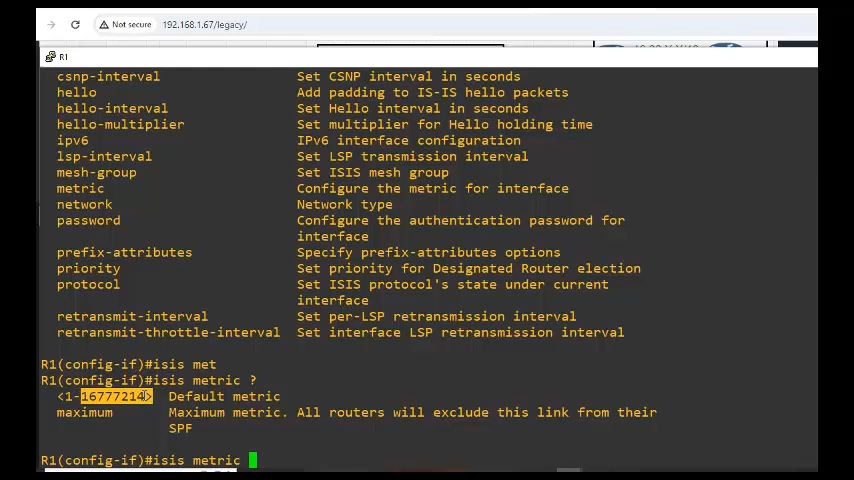 Not secure 192.168.1.67/legacy/
R1
csnp-interval Set CSNP interval in seconds
hello Add padding to IS-IS hello packets
hello-interval Set Hello interval in seconds
hello-multiplier Set multiplier for Hello holding time
ipv6 IPv6 interface configuration
lsp-interval Set LSP transmission interval
mesh-group Set ISIS mesh group
metric Configure the metric for interface
network Network type
password Configure the authentication password for
interface
prefix-attributes Specify prefix-attributes options
priority Set priority for Designated Router election
protocol Set ISIS protocol's state under current
interface
retransmit-interval Set per-LSP retransmission interval
retransmit-throttle-interval Set interface LSP retransmission interval
R1(config-if)#isis met
R1(config-if)#isis metric ?
<1-16777214> Default metric
maximum Maximum metric. All routers will exclude this link from their
SPF
R1(config-if)#isis metric